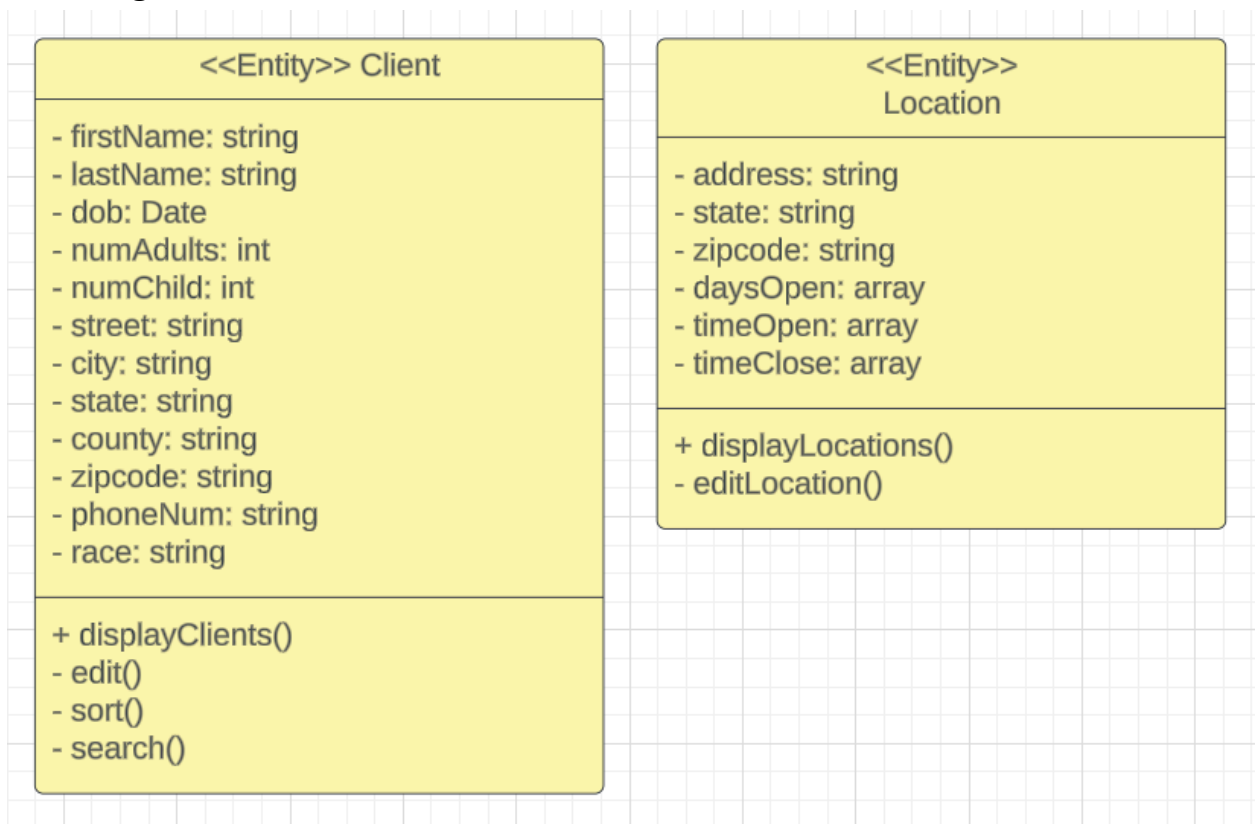 <<Entity>> Client
- firstName: string
- lastName: string
- dob: Date
- numAdults: int
- numChild: int
- street: string
- city: string
- state: string
- county: string
- zipcode: string
- phoneNum: string
- race: string
+ displayClients()
- edit()
- sort()
- search()
<<Entity>>
Location
- address: string
- state: string
- zipcode: string
- daysOpen: array
- timeOpen: array
- timeClose: array
+ displayLocations()
- editLocation()